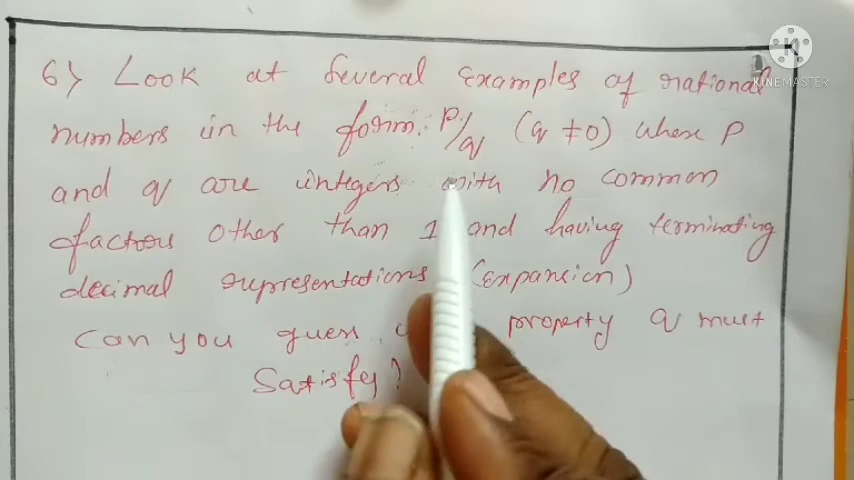 6) Look at Several Examples of rational
numbers in the form: P/q (q ≠ 0) where P
and q are integers with no common
factors other than 1 and having terminating
decimal representations (expansion)
Can you guess property q must
Satisfy?
KINEMASTER